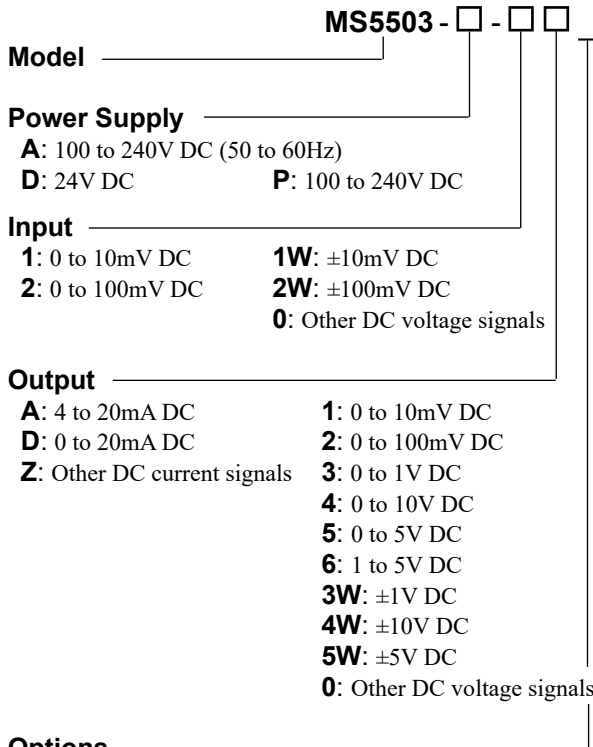 MS5503 - □ - □ □
Model
Power Supply
A: 100 to 240V DC (50 to 60Hz)
D: 24V DC P: 100 to 240V DC
Input
1: 0 to 10mV DC 1W: ±10mV DC
2: 0 to 100mV DC 2W: ±100mV DC
0: Other DC voltage signals
Output
A: 4 to 20mA DC 1: 0 to 10mV DC
D: 0 to 20mA DC 2: 0 to 100mV DC
Z: Other DC current signals 3: 0 to 1V DC
4: 0 to 10V DC
5: 0 to 5V DC
6: 1 to 5V DC
3W: ±1V DC
4W: ±10V DC
5W: ±5V DC
0: Other DC voltage signals
Options